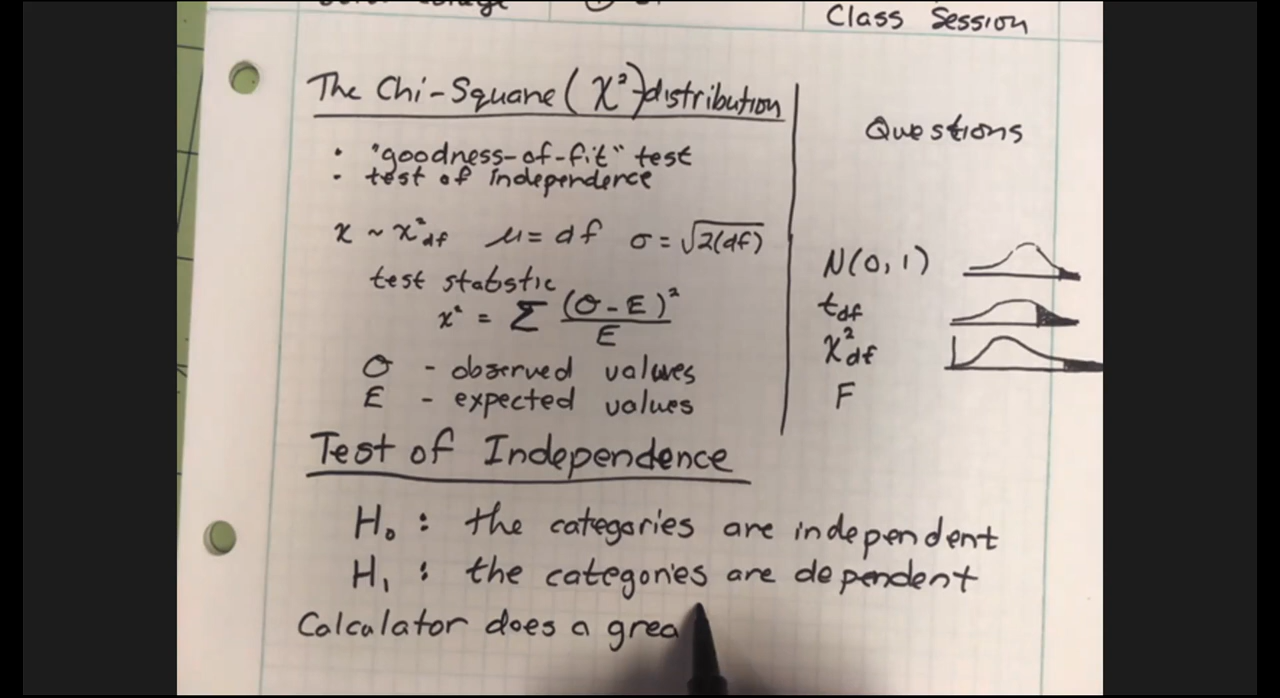 Class Session
The Chi-Square (χ²) distribution
• "goodness-of-fit" test
• test of independence
x ~ χ²df μ = df σ = √2(df)
test statistic
χ² = Σ (O - E)² / E
O - observed values
E - expected values
Questions
N(0, 1)
tdf
χ²df
F
Test of Independence
H₀ : the categories are independent
H₁ : the categories are dependent
Calculator does a grea